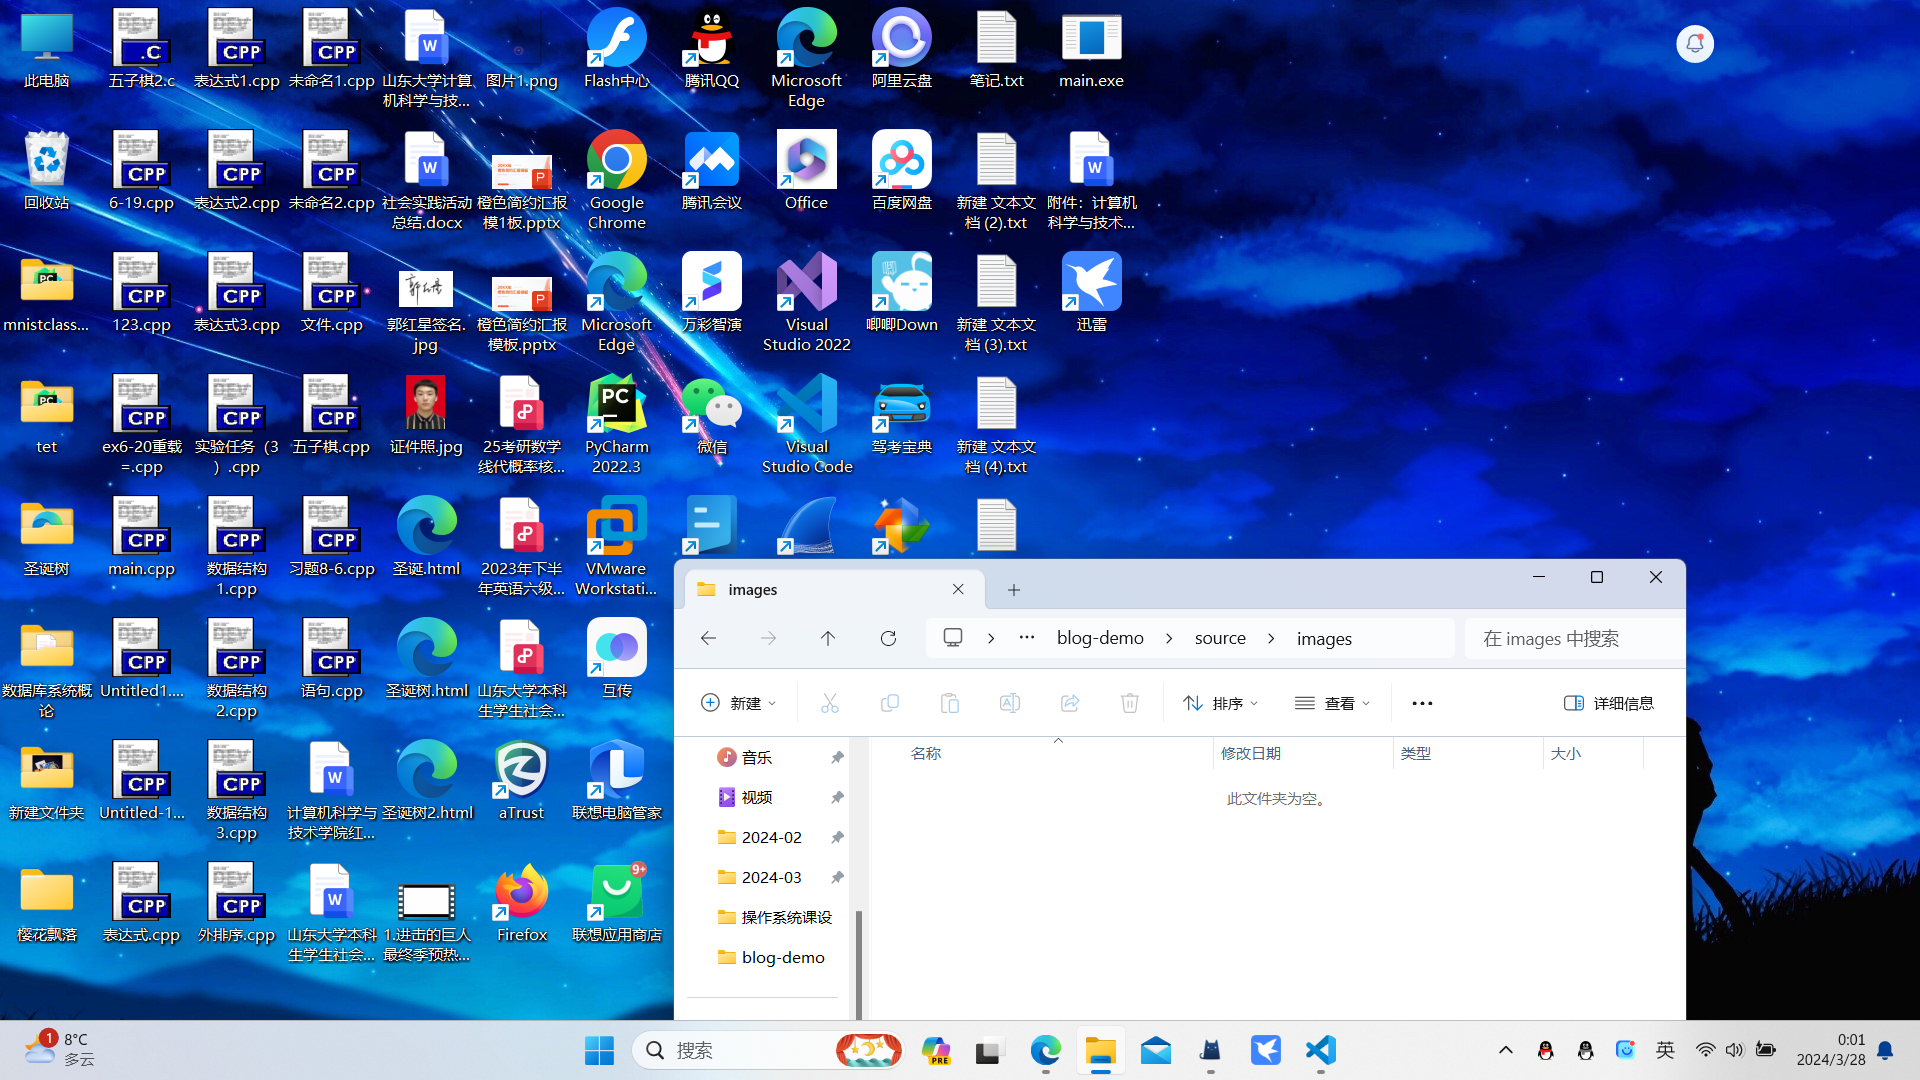 此电脑
五子棋2.c
表达式1.cpp
未命名1.cpp
山东大学计算
机科学与技...
图片1.png
Flash中心
腾讯QQ
Microsoft
Edge
阿里云盘
笔记.txt
main.exe
回收站
6-19.cpp
表达式2.cpp
未命名2.cpp
社会实践活动
总结.docx
橙色简约汇报
模1板.pptx
Google
Chrome
腾讯会议
Office
百度网盘
新建 文本文
档 (2).txt
附件：计算机
科学与技术...
mnistclass...
123.cpp
表达式3.cpp
文件.cpp
郭红星签名.
jpg
橙色简约汇报
模板.pptx
Microsoft
Edge
万彩智演
Visual
Studio 2022
唧唧Down
新建 文本文
档 (3).txt
迅雷
tet
ex6-20重载
=.cpp
实验任务（3
）.cpp
五子棋.cpp
证件照.jpg
25考研数学
线代概率核...
PyCharm
2022.3
微信
Visual
Studio Code
驾考宝典
新建 文本文
档 (4).txt
圣诞树
main.cpp
数据结构
1.cpp
习题8-6.cpp
圣诞.html
2023年下半
年英语六级...
VMware
Workstati...
数据库系统概
论
Untitled1....
数据结构
2.cpp
语句.cpp
圣诞树.html
山东大学本科
生学生社会...
互传
新建文件夹
Untitled-1...
数据结构
3.cpp
计算机科学与
技术学院红...
圣诞树2.html
aTrust
联想电脑管家
樱花飘落
表达式.cpp
外排序.cpp
山东大学本科
生学生社会...
1.进击的巨人
最终季预热...
Firefox
9+
联想应用商店
images
blog-demo
source
images
在 images 中搜索
新建
排序
查看
详细信息
名称
修改日期
类型
大小
此文件夹为空。
音乐
视频
2024-02
2024-03
操作系统课设
blog-demo
1
8°C
多云
搜索
PRE
英
0:01
2024/3/28